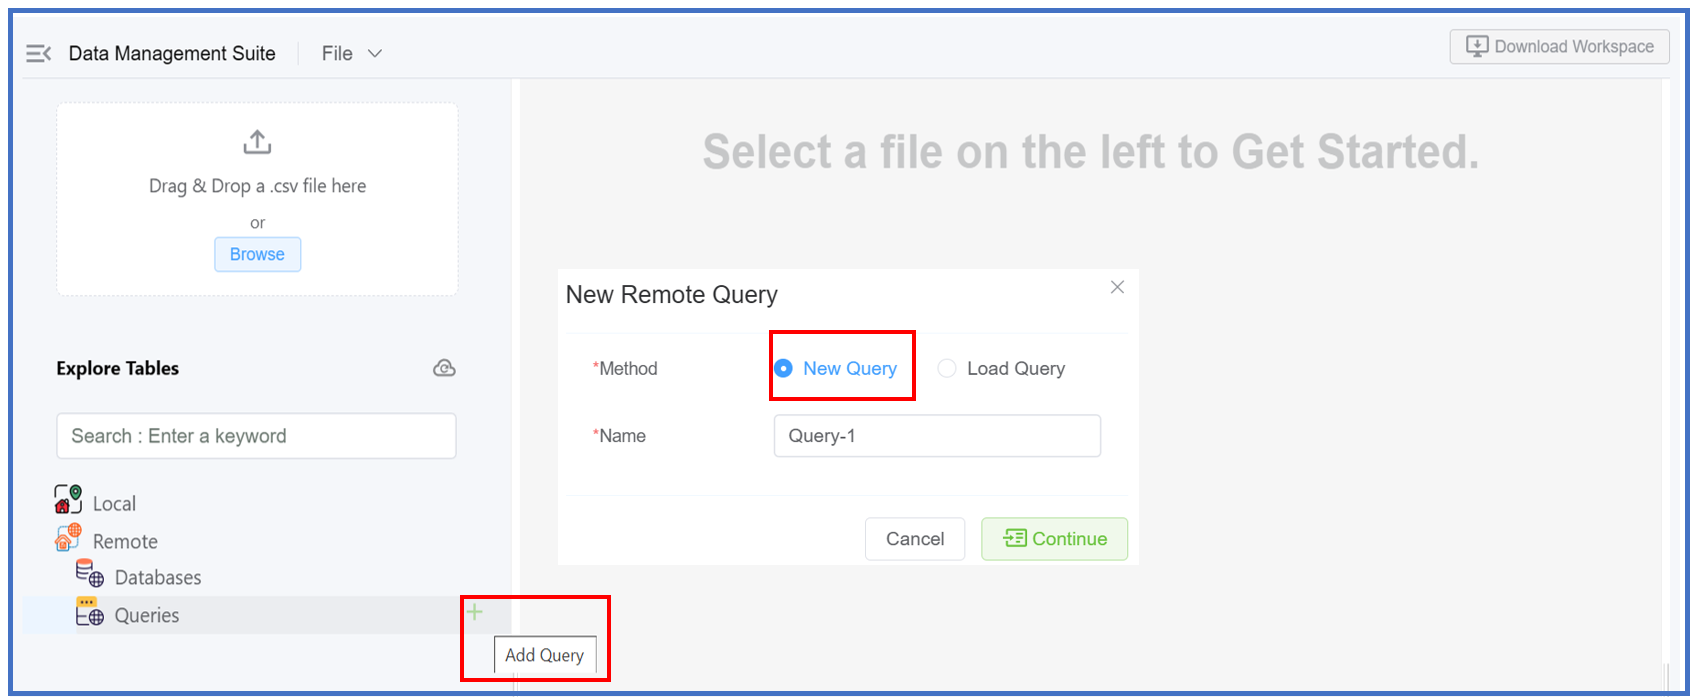 Data Management Suite
File
Download Workspace
Drag & Drop a .csv file here
or
Browse
Explore Tables
Search : Enter a keyword
Local
Remote
Databases
Queries
Add Query
Select a file on the left to Get Started.
New Remote Query
*Method
New Query
Load Query
*Name
Query-1
Cancel
Continue